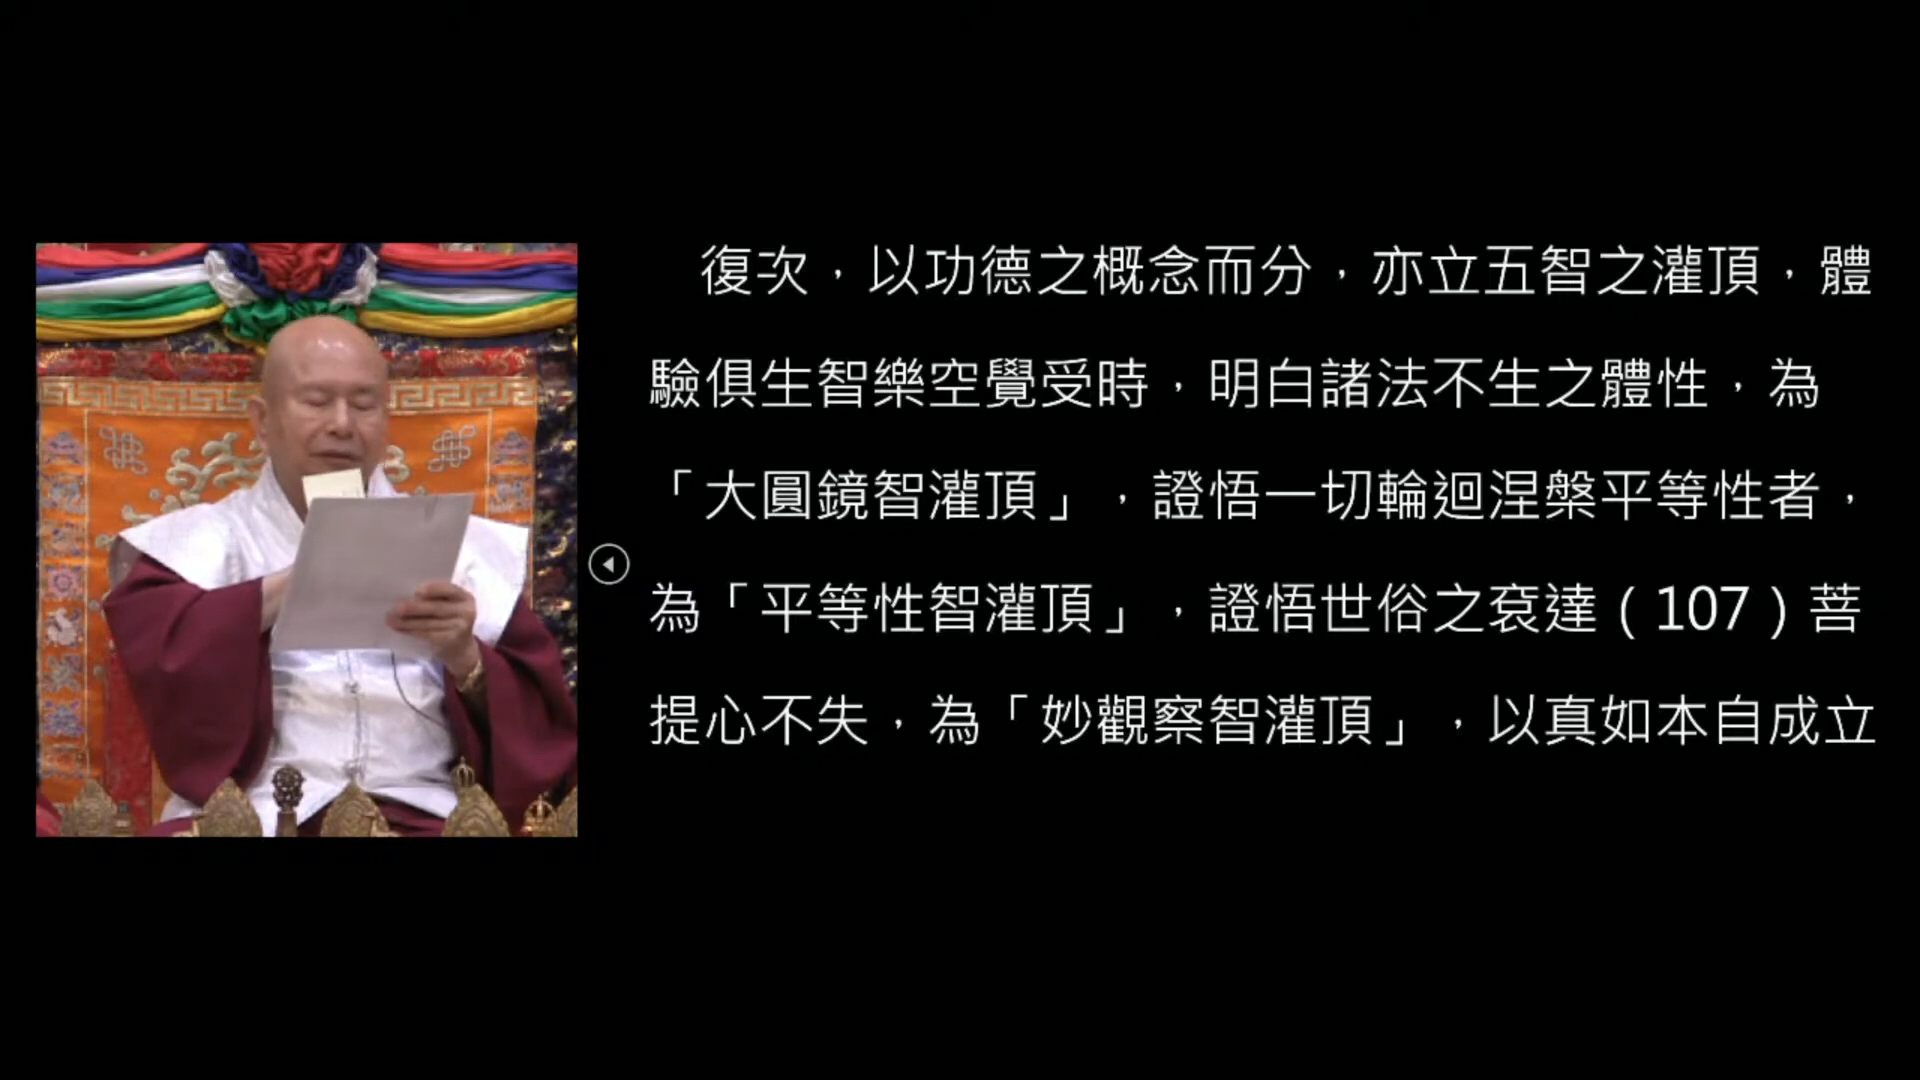 復次，以功德之概念而分，亦立五智之灌頂，體
驗俱生智樂空覺受時，明白諸法不生之體性，為
「大圓鏡智灌頂」，證悟一切輪迴涅槃平等性者，
為「平等性智灌頂」，證悟世俗之袞達（107）菩
提心不失，為「妙觀察智灌頂」，以真如本自成立